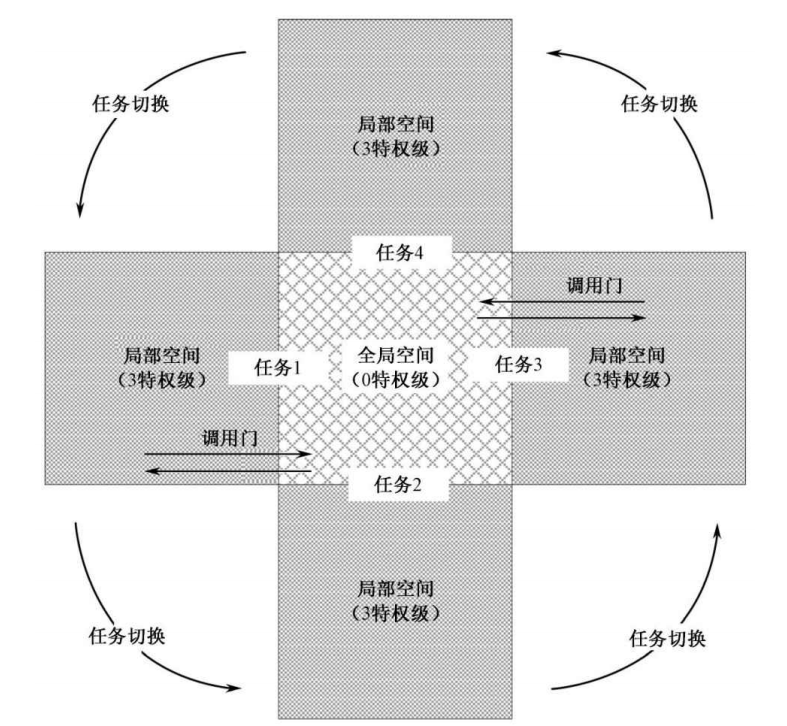 任务切换
任务切换
局部空间
(3特权级)
任务4
调用门
局部空间
(3特权级)
任务1
全局空间
(0特权级)
任务3
局部空间
(3特权级)
调用门
任务2
局部空间
(3特权级)
任务切换
任务切换